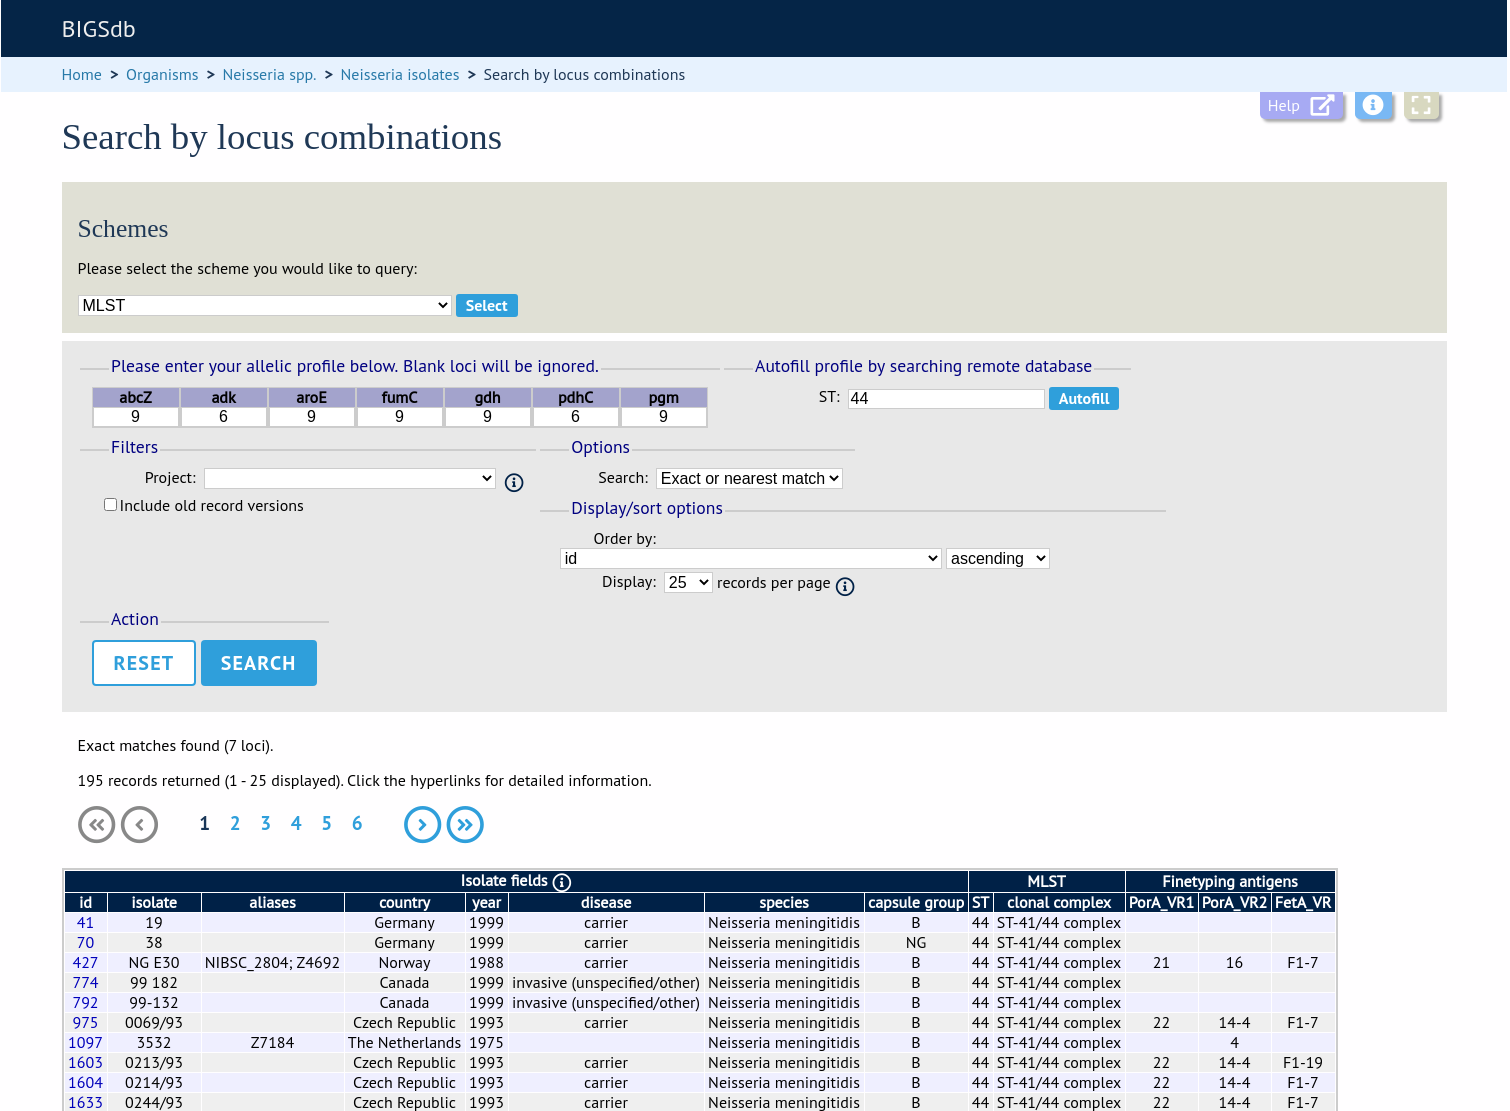 BIGSdb
Home > Organisms > Neisseria spp. > Neisseria isolates > Search by locus combinations
Help
Search by locus combinations
Schemes
Please select the scheme you would like to query:
MLST Select
Please enter your allelic profile below. Blank loci will be ignored.
abcZ adk aroE fumC gdh pdhC pgm
9 6 9 9 9 6 9
Autofill profile by searching remote database
ST: 44 Autofill
Filters
Project:
Include old record versions
Options
Search: Exact or nearest match
Display/sort options
Order by:
id ascending
Display: 25 records per page
Action
RESET SEARCH
Exact matches found (7 loci).
195 records returned (1 - 25 displayed). Click the hyperlinks for detailed information.
1 2 3 4 5 6
Isolate fields MLST Finetyping antigens
id isolate aliases country year disease species capsule group ST clonal complex PorA_VR1 PorA_VR2 FetA_VR
41 19 Germany 1999 carrier Neisseria meningitidis B 44 ST-41/44 complex
70 38 Germany 1999 carrier Neisseria meningitidis NG 44 ST-41/44 complex
427 NG E30 NIBSC_2804; Z4692 Norway 1988 carrier Neisseria meningitidis B 44 ST-41/44 complex 21 16 F1-7
774 99 182 Canada 1999 invasive (unspecified/other) Neisseria meningitidis B 44 ST-41/44 complex
792 99-132 Canada 1999 invasive (unspecified/other) Neisseria meningitidis B 44 ST-41/44 complex
975 0069/93 Czech Republic 1993 carrier Neisseria meningitidis B 44 ST-41/44 complex 22 14-4 F1-7
1097 3532 Z7184 The Netherlands 1975 Neisseria meningitidis B 44 ST-41/44 complex 4
1603 0213/93 Czech Republic 1993 carrier Neisseria meningitidis B 44 ST-41/44 complex 22 14-4 F1-19
1604 0214/93 Czech Republic 1993 carrier Neisseria meningitidis B 44 ST-41/44 complex 22 14-4 F1-7
1633 0244/93 Czech Republic 1993 carrier Neisseria meningitidis B 44 ST-41/44 complex 22 14-4 F1-7